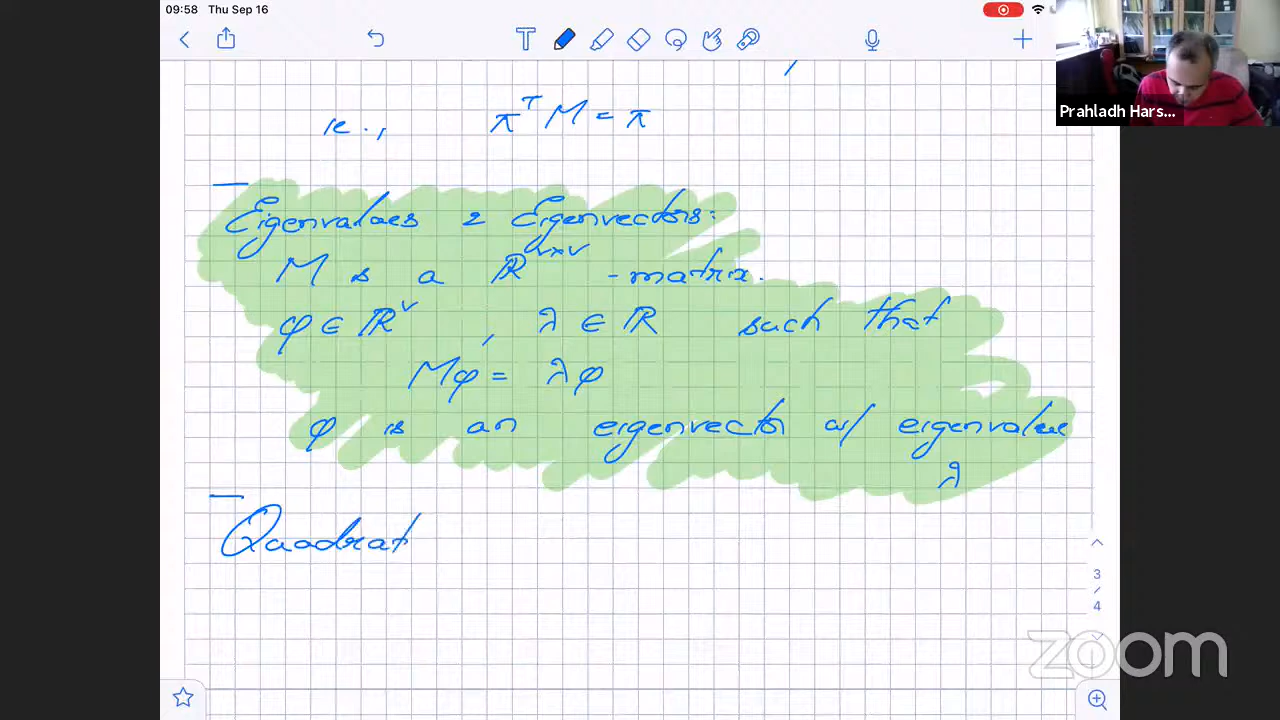 09:58 Thu Sep 16
Prahladh Hars...
ie., π^T M = π
Eigenvalues & Eigenvectors:
M is a ℝ^{V×V} - matrix.
φ ∈ ℝ^V, λ ∈ ℝ such that
Mφ = λφ
φ is an eigenvector w/ eigenvalue
λ
Quadrat
3
/
4
zoom